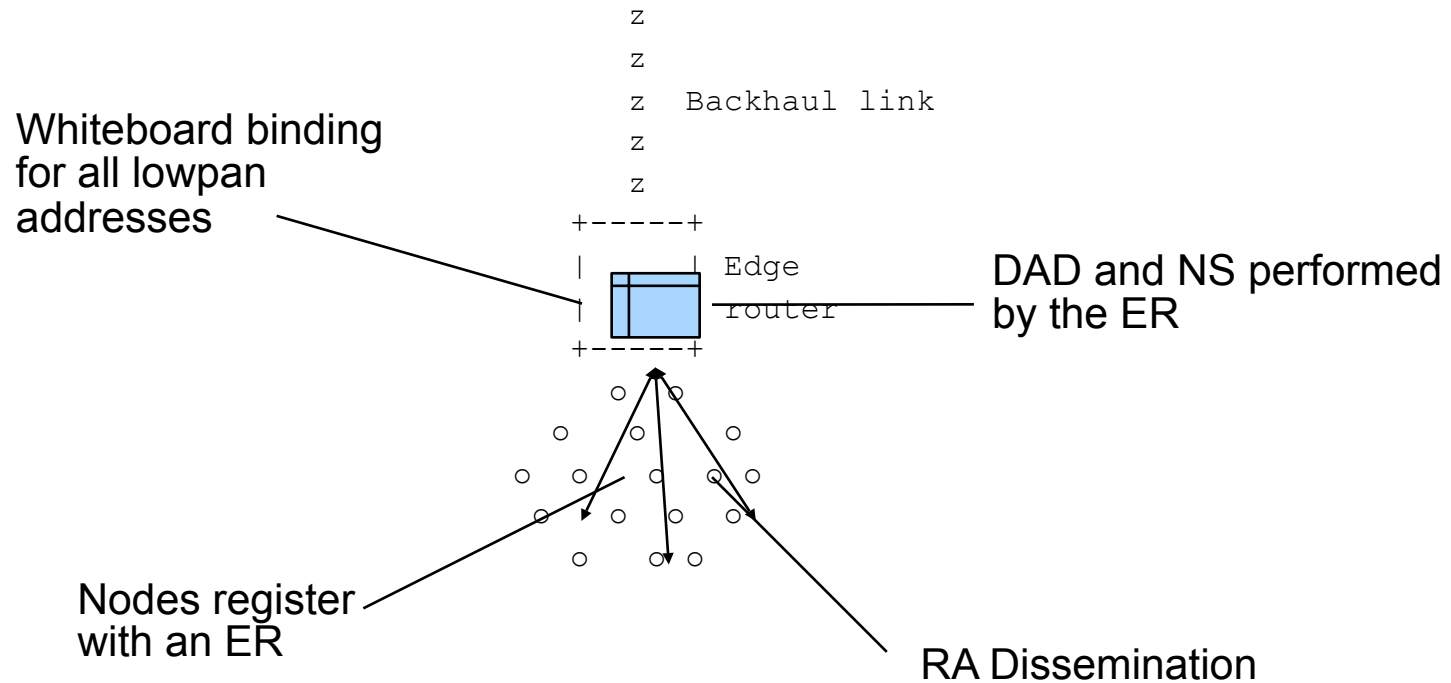 z
z
z Backhaul link
z
z
Whiteboard binding
for all lowpan
addresses
+-----+
| | Edge
| router
+-----+
DAD and NS performed
by the ER
o o
o o o
o o o o o
o o o o
o o o
Nodes register
with an ER
RA Dissemination